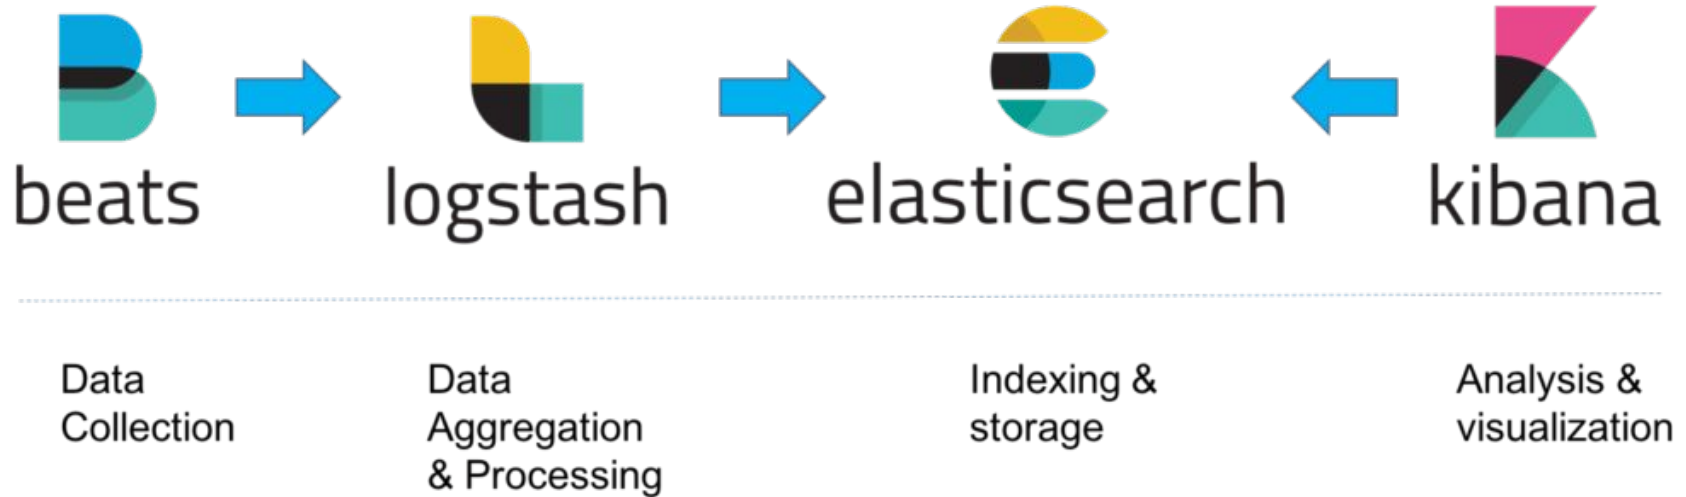 beats
logstash
elasticsearch
kibana
Data
Collection
Data
Aggregation
& Processing
Indexing &
storage
Analysis &
visualization